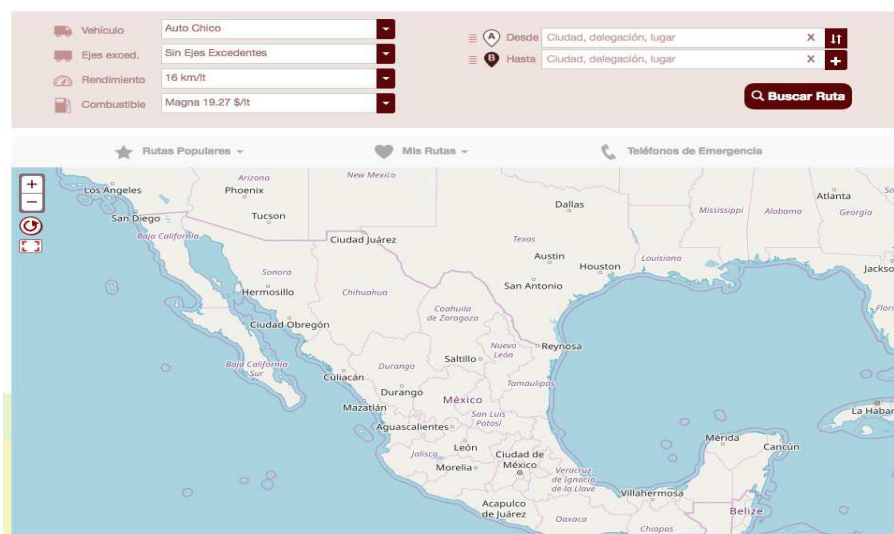 Vehículo Auto Chico
Ejes exced. Sin Ejes Excedentes
Rendimiento 16 km/lt
Combustible Magna 19.27 $/lt
A Desde Ciudad, delegación, lugar X
B Hasta Ciudad, delegación, lugar X +
Buscar Ruta
Rutas Populares
Mis Rutas
Teléfonos de Emergencia
+
−
Los Ángeles
Arizona
Phoenix
New Mexico
Dallas
Atlanta
San Diego
Tucson
Mississippi
Alabama
Georgia
Baja California
Ciudad Juárez
Texas
Austin
Louisiana
Houston
Jackso
Sonora
San Antonio
Hermosillo
Chihuahua
Coahuila
de Zaragoza
Flori
Ciudad Obregón
Nuevo
León
Reynosa
Saltillo
Baja California
Sur
Durango
Culiacán
Tamaulipas
Durango
México
Mazatlán
San Luis
Potosí
La Habar
Aguascalientes
Mérida
Cancún
León
Jalisco
Ciudad de
México
Morelia
Veracruz
de Ignacio
de la Llave
Villahermosa
Acapulco
de Juárez
Belize
Oaxaca
Chiapas